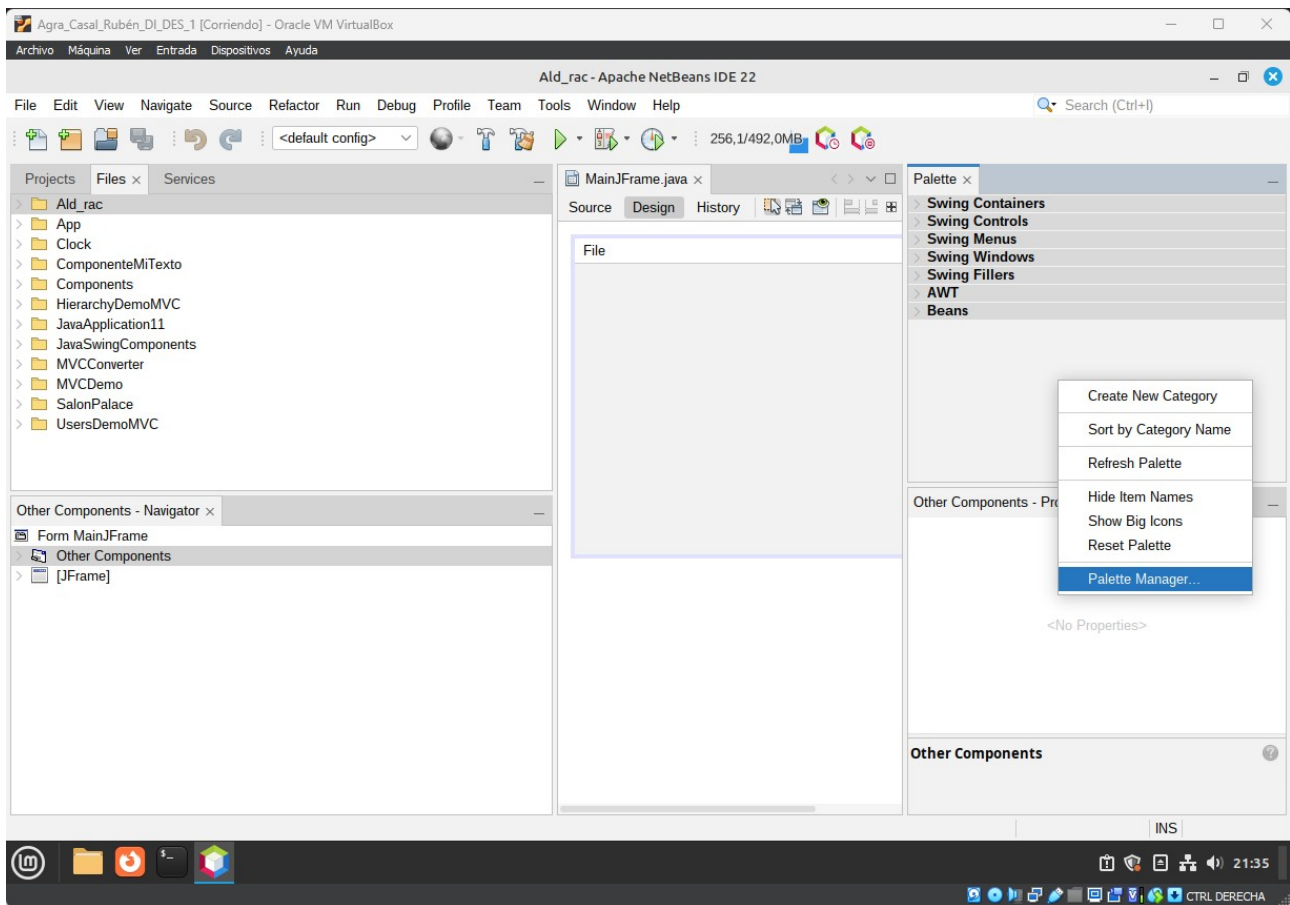 Agra_Casal_Rubén_DI_DES_1 [Corriendo] - Oracle VM VirtualBox
Archivo Máquina Ver Entrada Dispositivos Ayuda
Ald_rac - Apache NetBeans IDE 22
File Edit View Navigate Source Refactor Run Debug Profile Team Tools Window Help Search (Ctrl+I)
<default config> 256,1/492,0MB
Projects Files Services
Ald_rac
App
Clock
ComponenteMiTexto
Components
HierarchyDemoMVC
JavaApplication11
JavaSwingComponents
MVCConverter
MVCDemo
SalonPalace
UsersDemoMVC
Other Components - Navigator
Form MainJFrame
Other Components
[JFrame]
MainJFrame.java
Source Design History
File
Palette
Swing Containers
Swing Controls
Swing Menus
Swing Windows
Swing Fillers
AWT
Beans
Create New Category
Sort by Category Name
Refresh Palette
Hide Item Names
Show Big Icons
Reset Palette
Palette Manager...
Other Components - Pro
<No Properties>
Other Components
INS
21:35
CTRL DERECHA